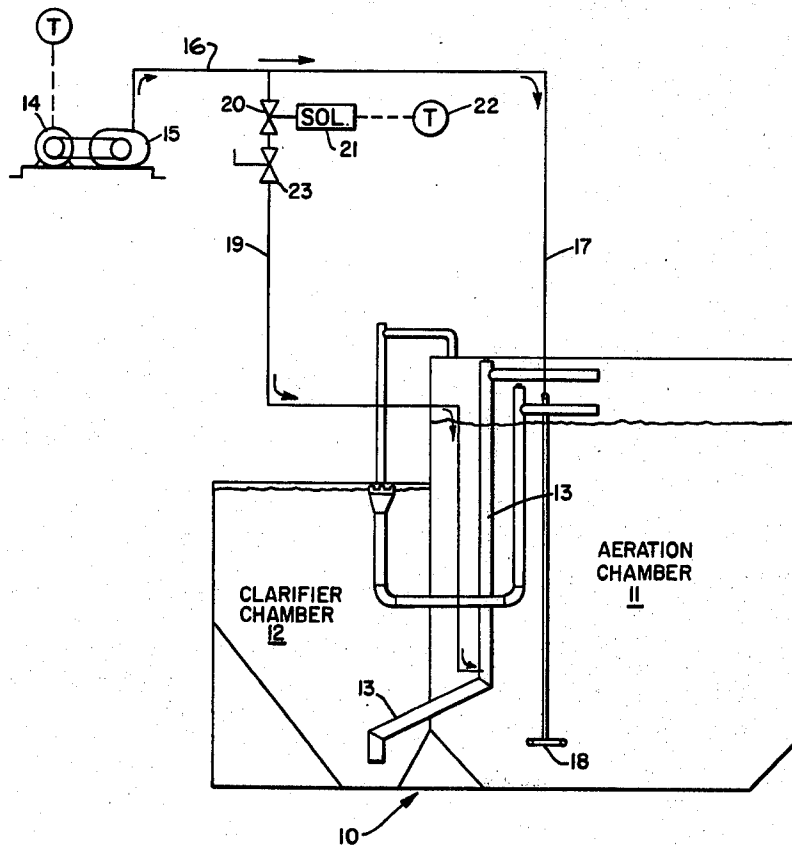 T
16
14
15
20
SOL.
T
22
21
23
19
17
13
AERATION
CHAMBER
11
CLARIFIER
CHAMBER
12
13
18
10